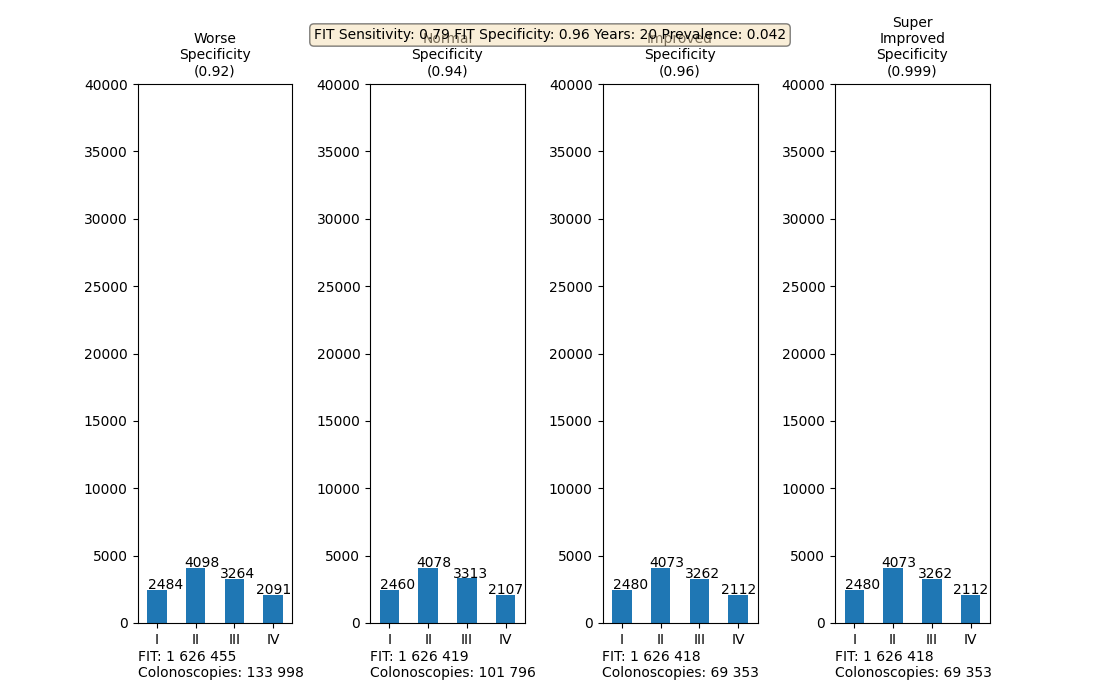 FIT Sensitivity: 0.79 FIT Specificity: 0.96 Years: 20 Prevalence: 0.042
Worse
Specificity
(0.92)
40000
35000
30000
25000
20000
15000
10000
5000
0
2484
4098
3264
2091
I
II
III
IV
FIT: 1 626 455
Colonoscopies: 133 998
Normal
Specificity
(0.94)
40000
35000
30000
25000
20000
15000
10000
5000
0
2460
4078
3313
2107
I
II
III
IV
FIT: 1 626 419
Colonoscopies: 101 796
Improved
Specificity
(0.96)
40000
35000
30000
25000
20000
15000
10000
5000
0
2480
4073
3262
2112
I
II
III
IV
FIT: 1 626 418
Colonoscopies: 69 353
Super
Improved
Specificity
(0.999)
40000
35000
30000
25000
20000
15000
10000
5000
0
2480
4073
3262
2112
I
II
III
IV
FIT: 1 626 418
Colonoscopies: 69 353